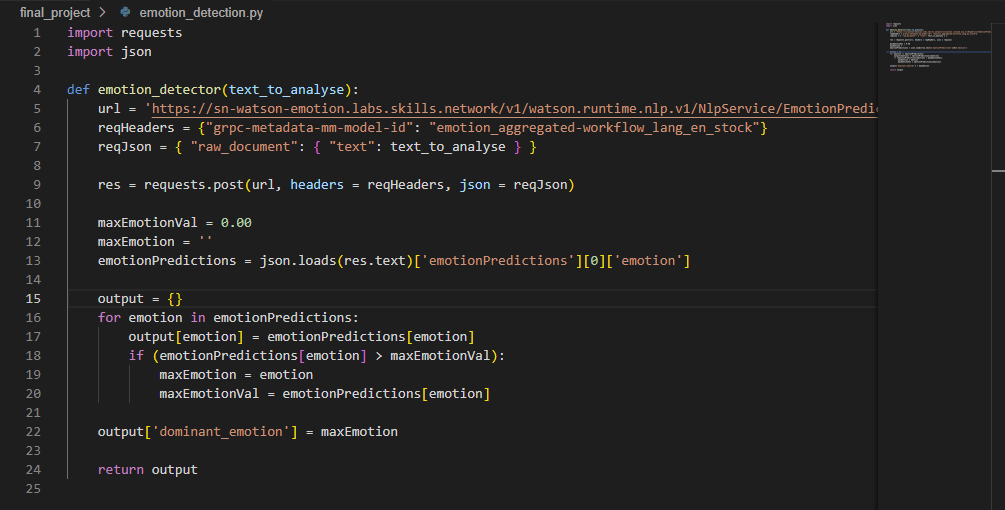 final_project > emotion_detection.py
1 import requests
2 import json
3
4 def emotion_detector(text_to_analyse):
5     url = 'https://sn-watson-emotion.labs.skills.network/v1/watson.runtime.nlp.v1/NlpService/EmotionPredi
6     reqHeaders = {"grpc-metadata-mm-model-id": "emotion_aggregated-workflow_lang_en_stock"}
7     reqJson = { "raw_document": { "text": text_to_analyse } }
8
9     res = requests.post(url, headers = reqHeaders, json = reqJson)
10
11     maxEmotionVal = 0.00
12     maxEmotion = ''
13     emotionPredictions = json.loads(res.text)['emotionPredictions'][0]['emotion']
14
15     output = {}
16     for emotion in emotionPredictions:
17         output[emotion] = emotionPredictions[emotion]
18         if (emotionPredictions[emotion] > maxEmotionVal):
19             maxEmotion = emotion
20             maxEmotionVal = emotionPredictions[emotion]
21
22     output['dominant_emotion'] = maxEmotion
23
24     return output
25